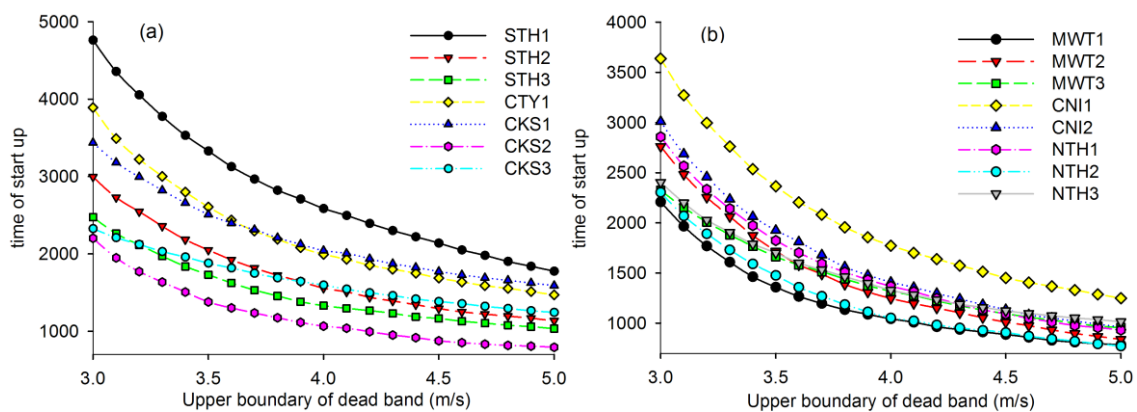 (a)
time of start up
5000
4000
3000
2000
1000
3.0 3.5 4.0 4.5 5.0
Upper boundary of dead band (m/s)
STH1
STH2
STH3
CTY1
CKS1
CKS2
CKS3
(b)
time of start up
4000
3500
3000
2500
2000
1500
1000
3.0 3.5 4.0 4.5 5.0
Upper boundary of dead band (m/s)
MWT1
MWT2
MWT3
CNI1
CNI2
NTH1
NTH2
NTH3